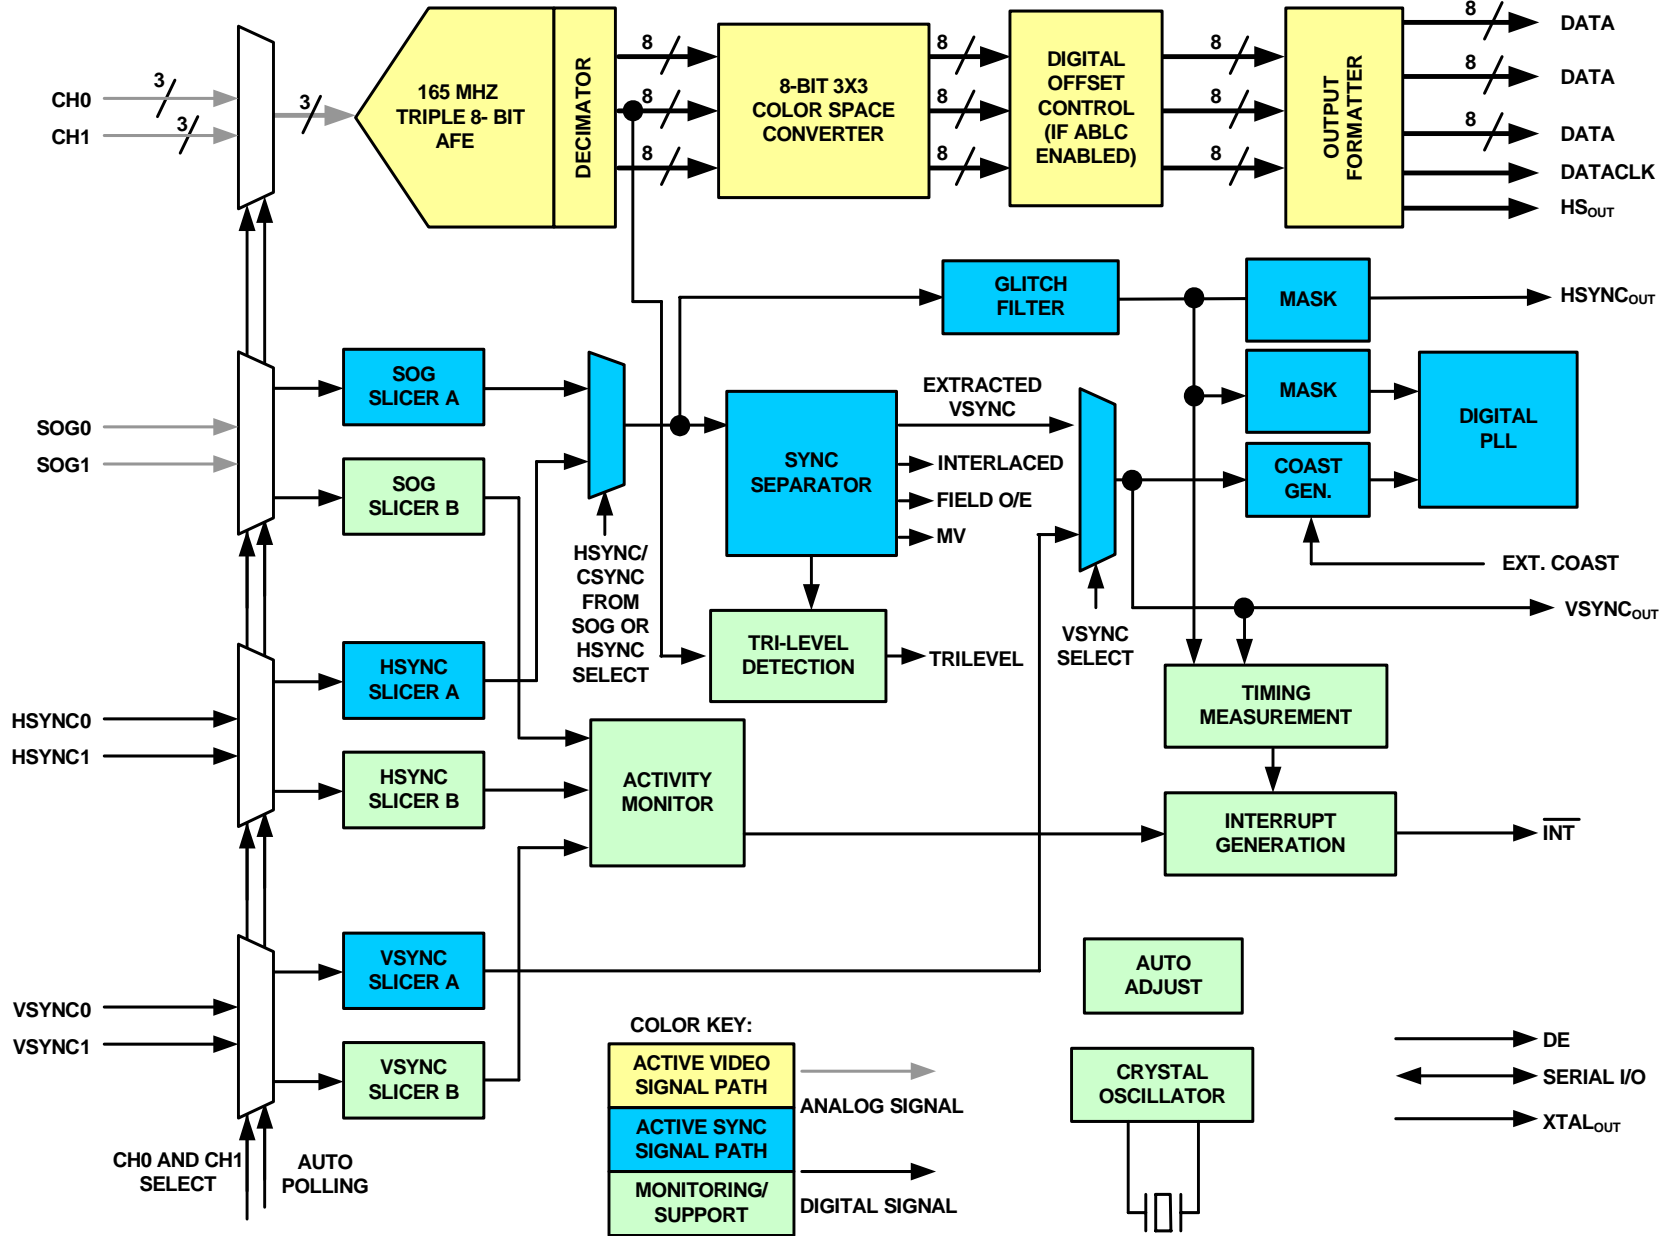 CH0
CH1
3
3
3
165 MHZ
TRIPLE 8- BIT
AFE
DECIMATOR
8
8
8
8-BIT 3X3
COLOR SPACE
CONVERTER
8
8
8
DIGITAL
OFFSET
CONTROL
(IF ABLC
ENABLED)
8
8
8
OUTPUT
FORMATTER
8
DATA
8
DATA
8
DATA
DATACLK
HSOUT
GLITCH
FILTER
MASK
HSYNCOUT
SOG0
SOG1
SOG
SLICER A
SOG
SLICER B
HSYNC/
CSYNC
FROM
SOG OR
HSYNC
SELECT
SYNC
SEPARATOR
EXTRACTED
VSYNC
INTERLACED
FIELD O/E
MV
MASK
COAST
GEN.
DIGITAL
PLL
EXT. COAST
VSYNCOUT
VSYNC
SELECT
TRI-LEVEL
DETECTION
TRILEVEL
HSYNC0
HSYNC1
HSYNC
SLICER A
HSYNC
SLICER B
ACTIVITY
MONITOR
TIMING
MEASUREMENT
INTERRUPT
GENERATION
INT
VSYNC0
VSYNC1
VSYNC
SLICER A
VSYNC
SLICER B
AUTO
ADJUST
CRYSTAL
OSCILLATOR
DE
SERIAL I/O
XTALOUT
CH0 AND CH1
SELECT
AUTO
POLLING
COLOR KEY:
ACTIVE VIDEO
SIGNAL PATH
ACTIVE SYNC
SIGNAL PATH
MONITORING/
SUPPORT
ANALOG SIGNAL
DIGITAL SIGNAL